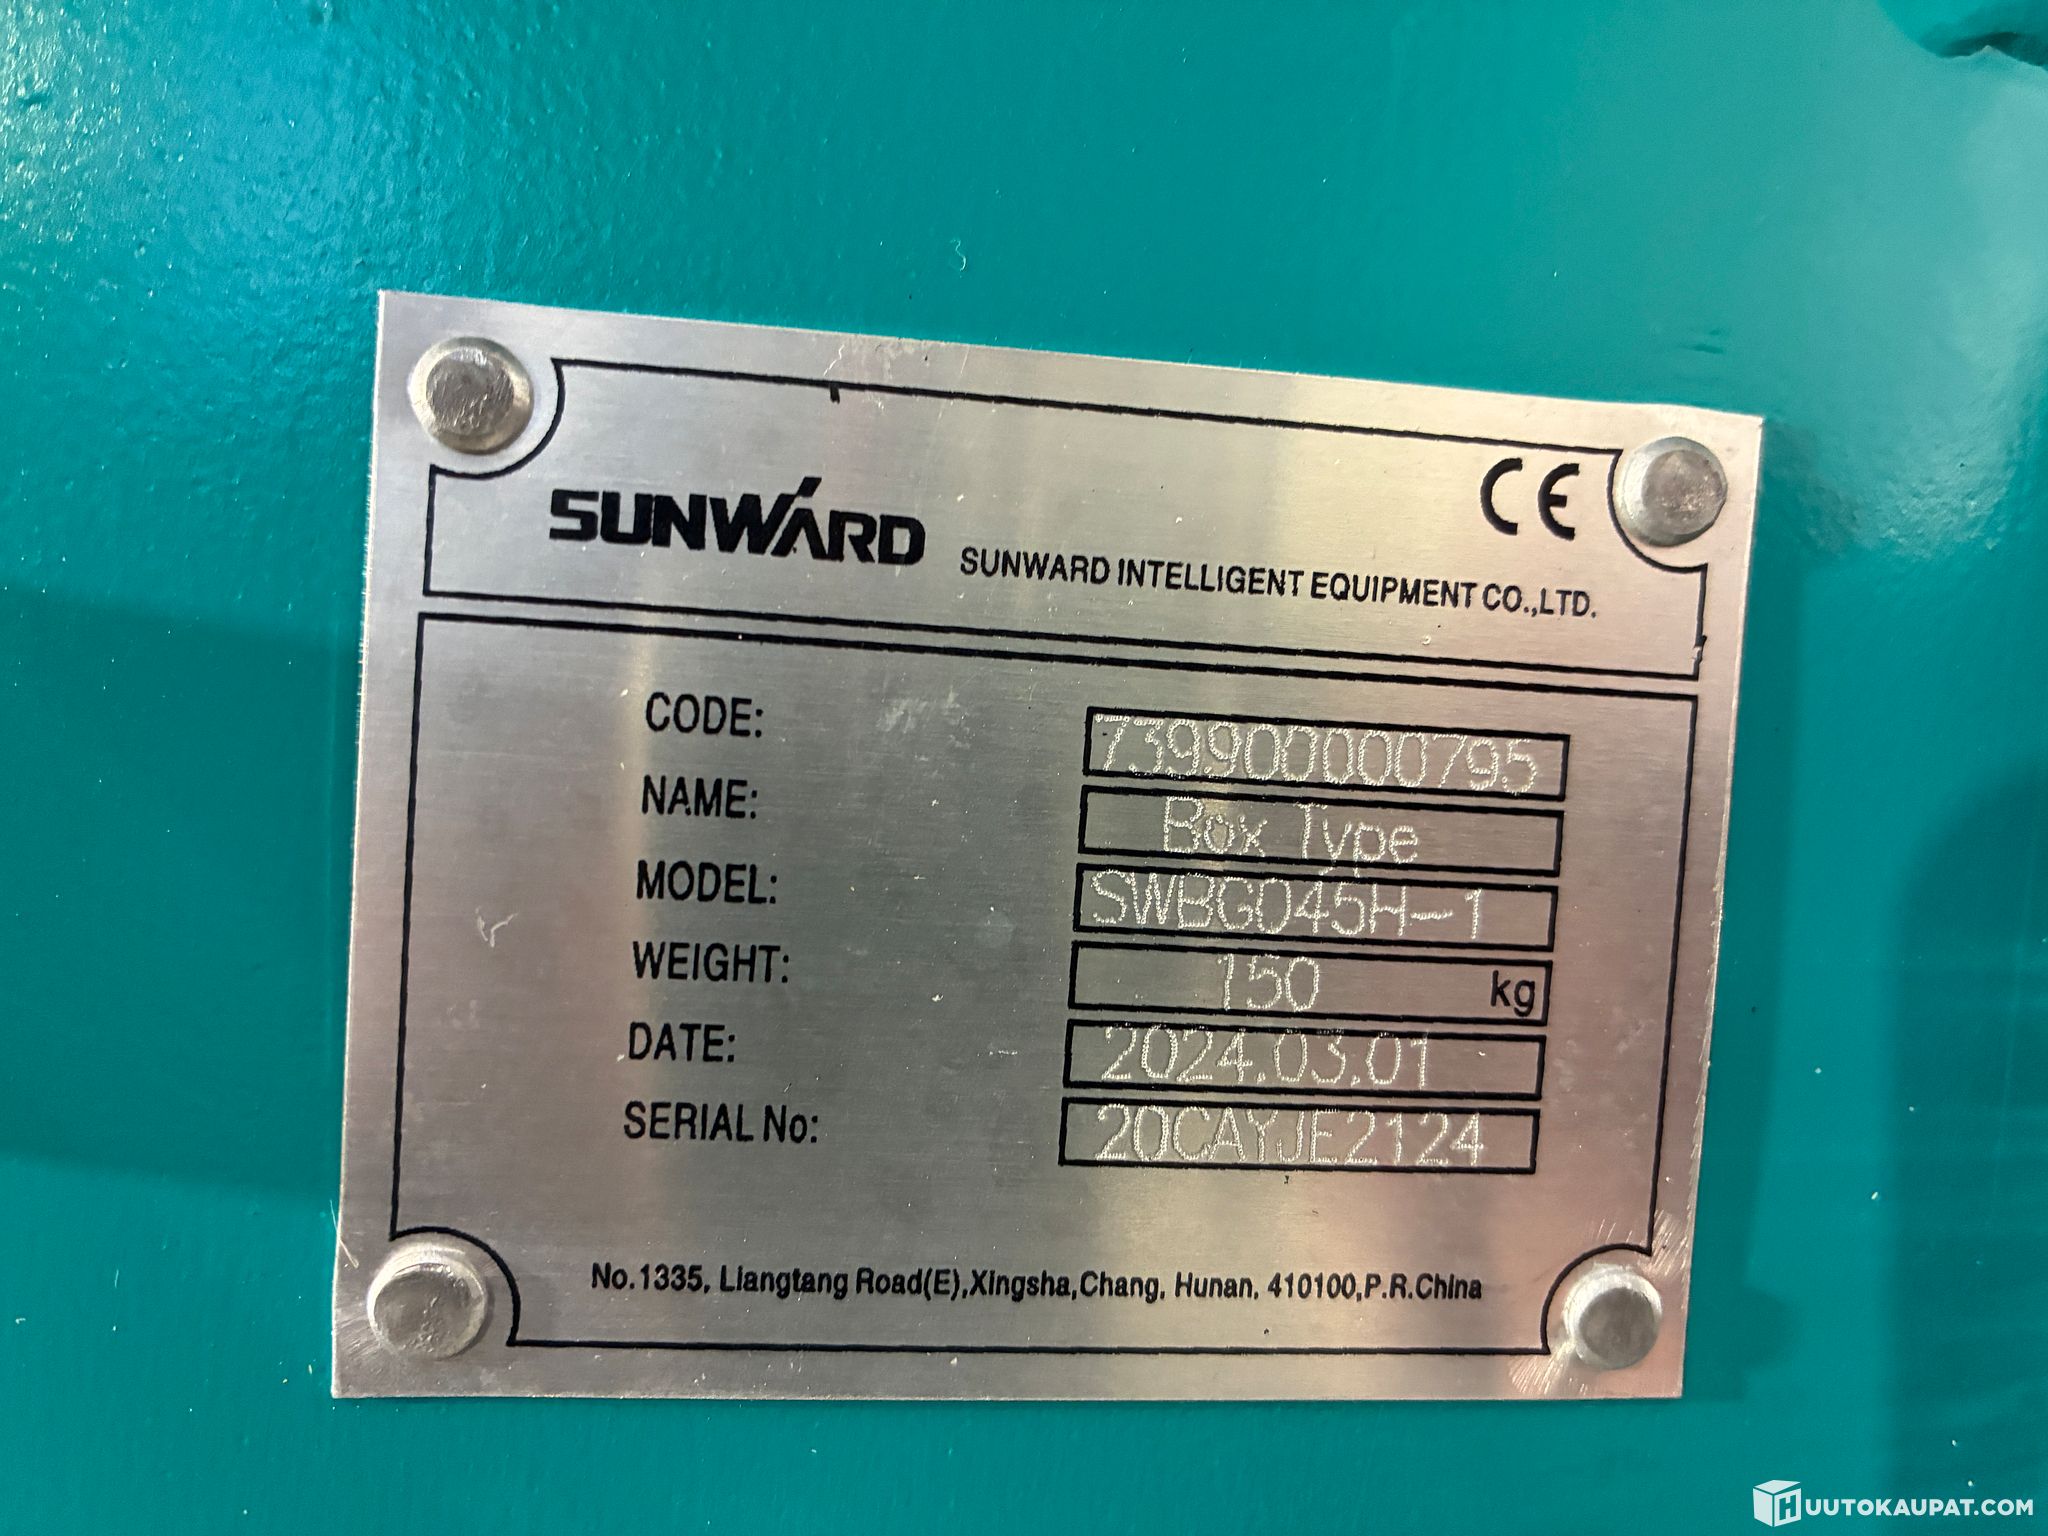 CE
SUNWARD SUNWARD INTELLIGENT EQUIPMENT CO.,LTD.
CODE: 739900000795
NAME: Box Type
MODEL: SWBG045H-1
WEIGHT: 150 kg
DATE: 2024.03.01
SERIAL No: 20CAYJE2124
No.1335, Liangtang Road(E),Xingsha,Chang, Hunan, 410100,P.R.China
HUUTOKAUPAT.COM